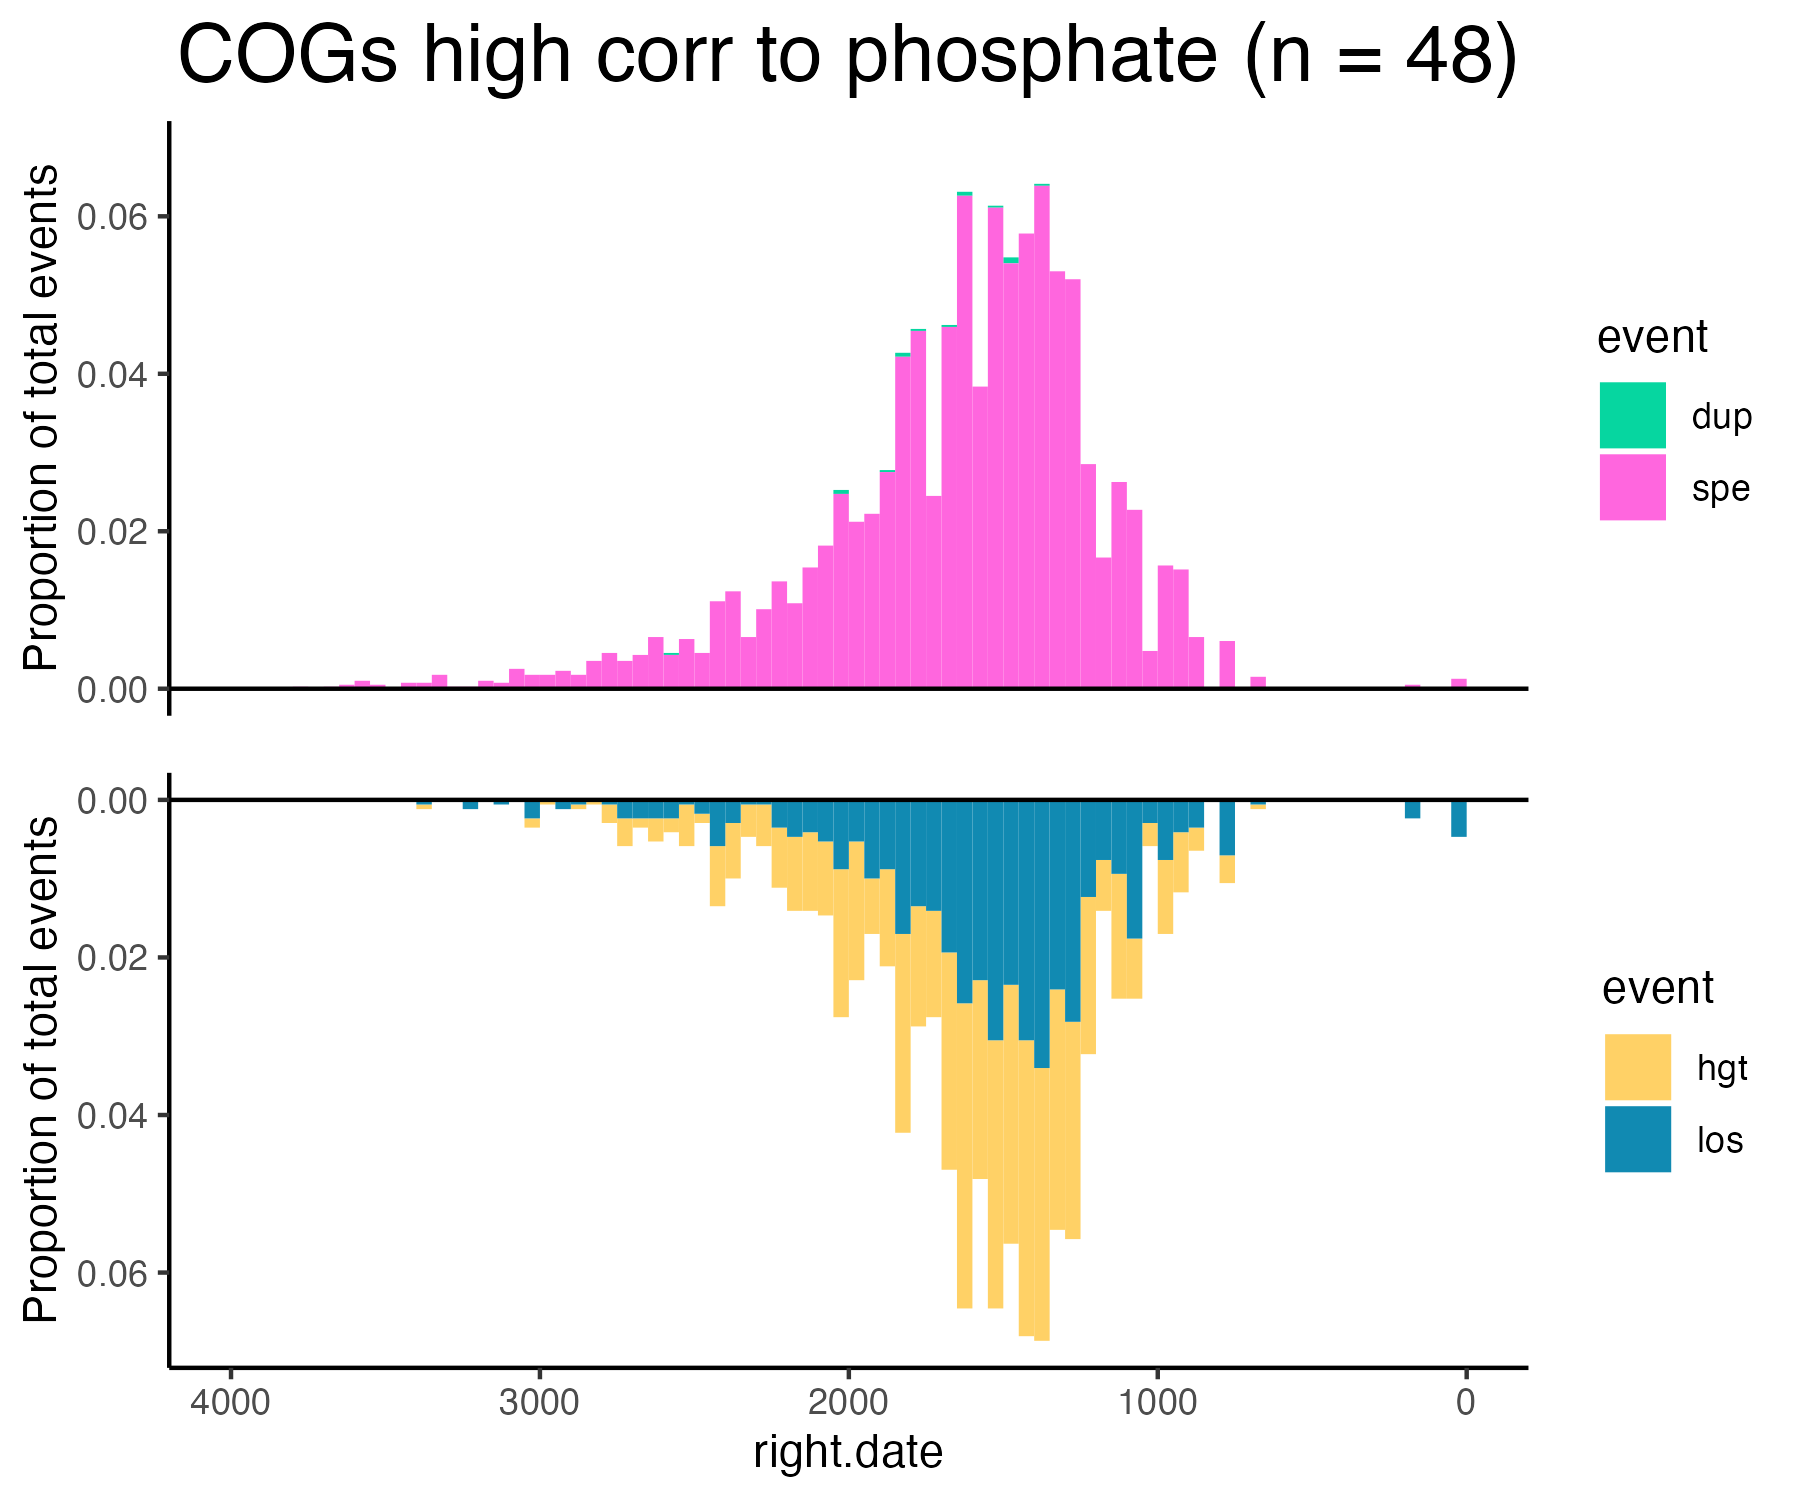 COGs high corr to phosphate (n = 48)
Proportion of total events
0.06
0.04
0.02
0.00
event
dup
spe
Proportion of total events
0.00
0.02
0.04
0.06
event
hgt
los
4000 3000 2000 1000 0
right.date